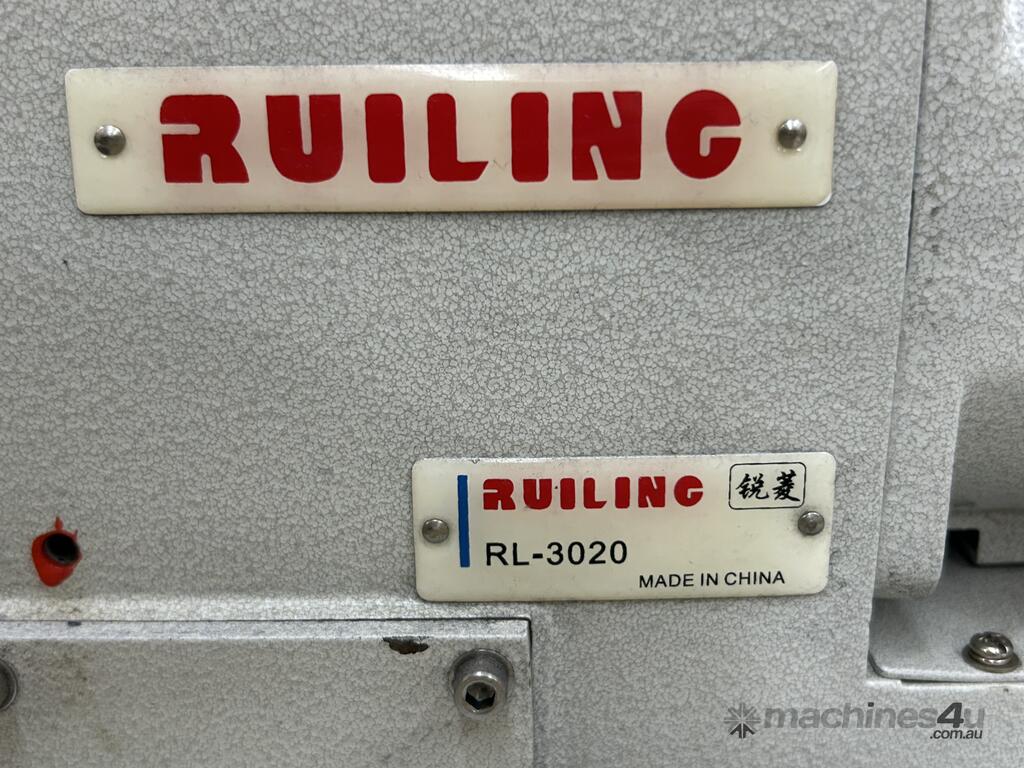 RUILING
RUILING 锐菱
RL-3020
MADE IN CHINA
machines4u
.com.au